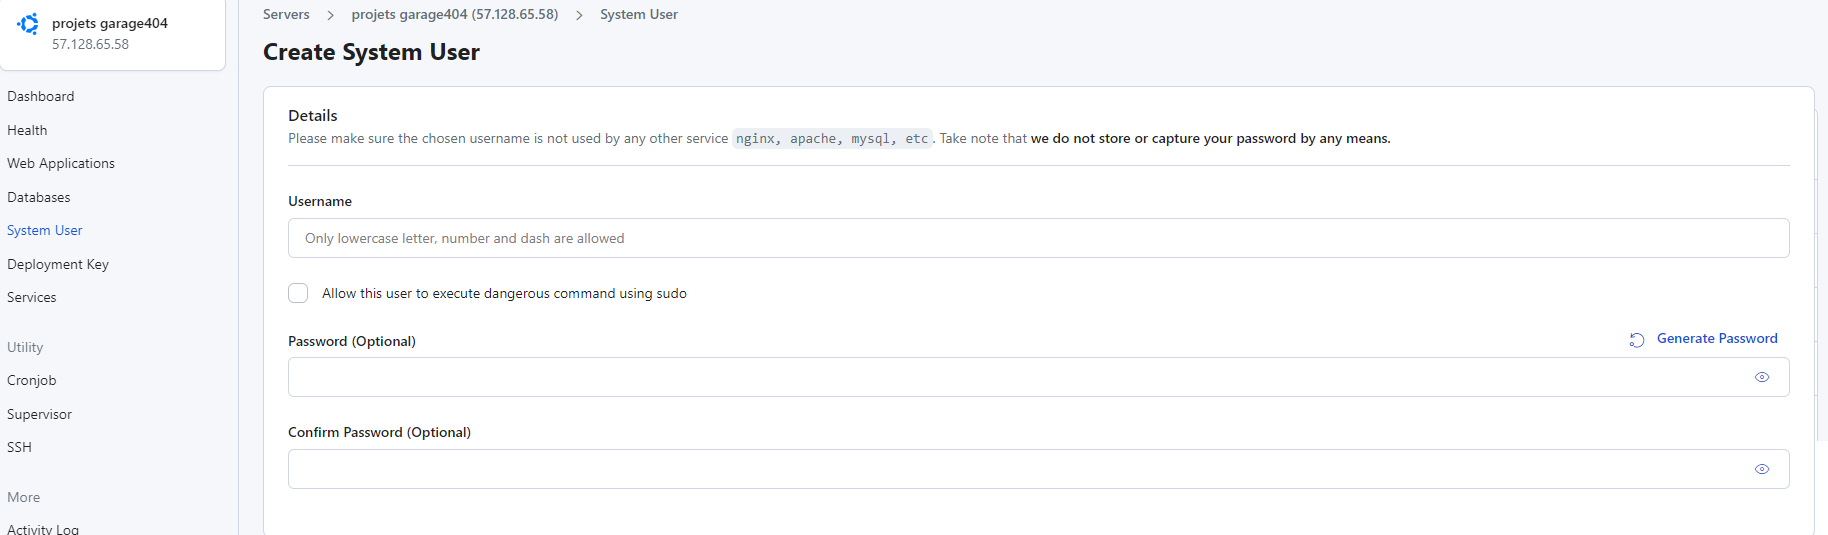 projets garage404
57.128.65.58
Dashboard
Health
Web Applications
Databases
System User
Deployment Key
Services
Utility
Cronjob
Supervisor
SSH
More
Activity Log
Servers > projets garage404 (57.128.65.58) > System User
Create System User
Details
Please make sure the chosen username is not used by any other service nginx, apache, mysql, etc. Take note that we do not store or capture your password by any means.
Username
Only lowercase letter, number and dash are allowed
Allow this user to execute dangerous command using sudo
Password (Optional)
Generate Password
Confirm Password (Optional)